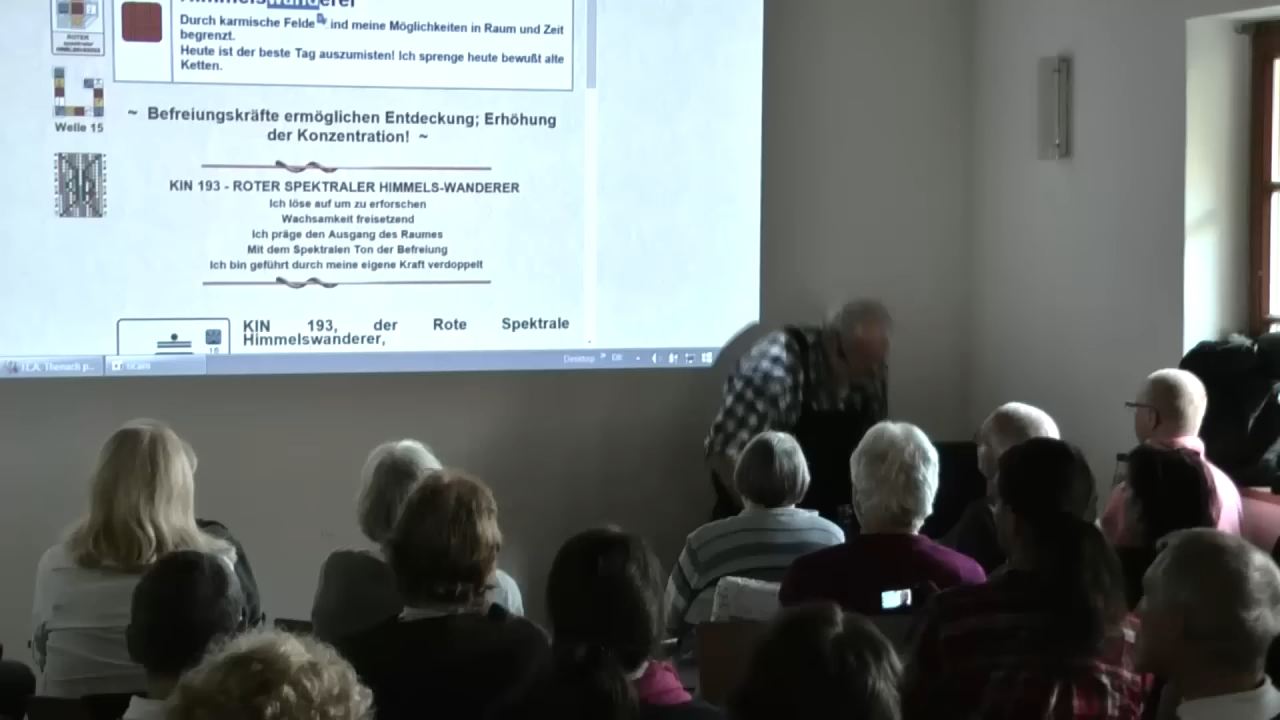 Durch karmische Felde ind meine Möglichkeiten in Raum und Zeit
begrenzt.
Heute ist der beste Tag auszumisten! Ich sprenge heute bewußt alte
Ketten.
ROTER
Welle 15
~ Befreiungskräfte ermöglichen Entdeckung; Erhöhung
der Konzentration! ~
KIN 193 - ROTER SPEKTRALER HIMMELS-WANDERER
Ich löse auf um zu erforschen
Wachsamkeit freisetzend
Ich präge den Ausgang des Raumes
Mit dem Spektralen Ton der Befreiung
Ich bin geführt durch meine eigene Kraft verdoppelt
KIN 193, der Rote Spektrale
Himmelswanderer,
Desktop » DE